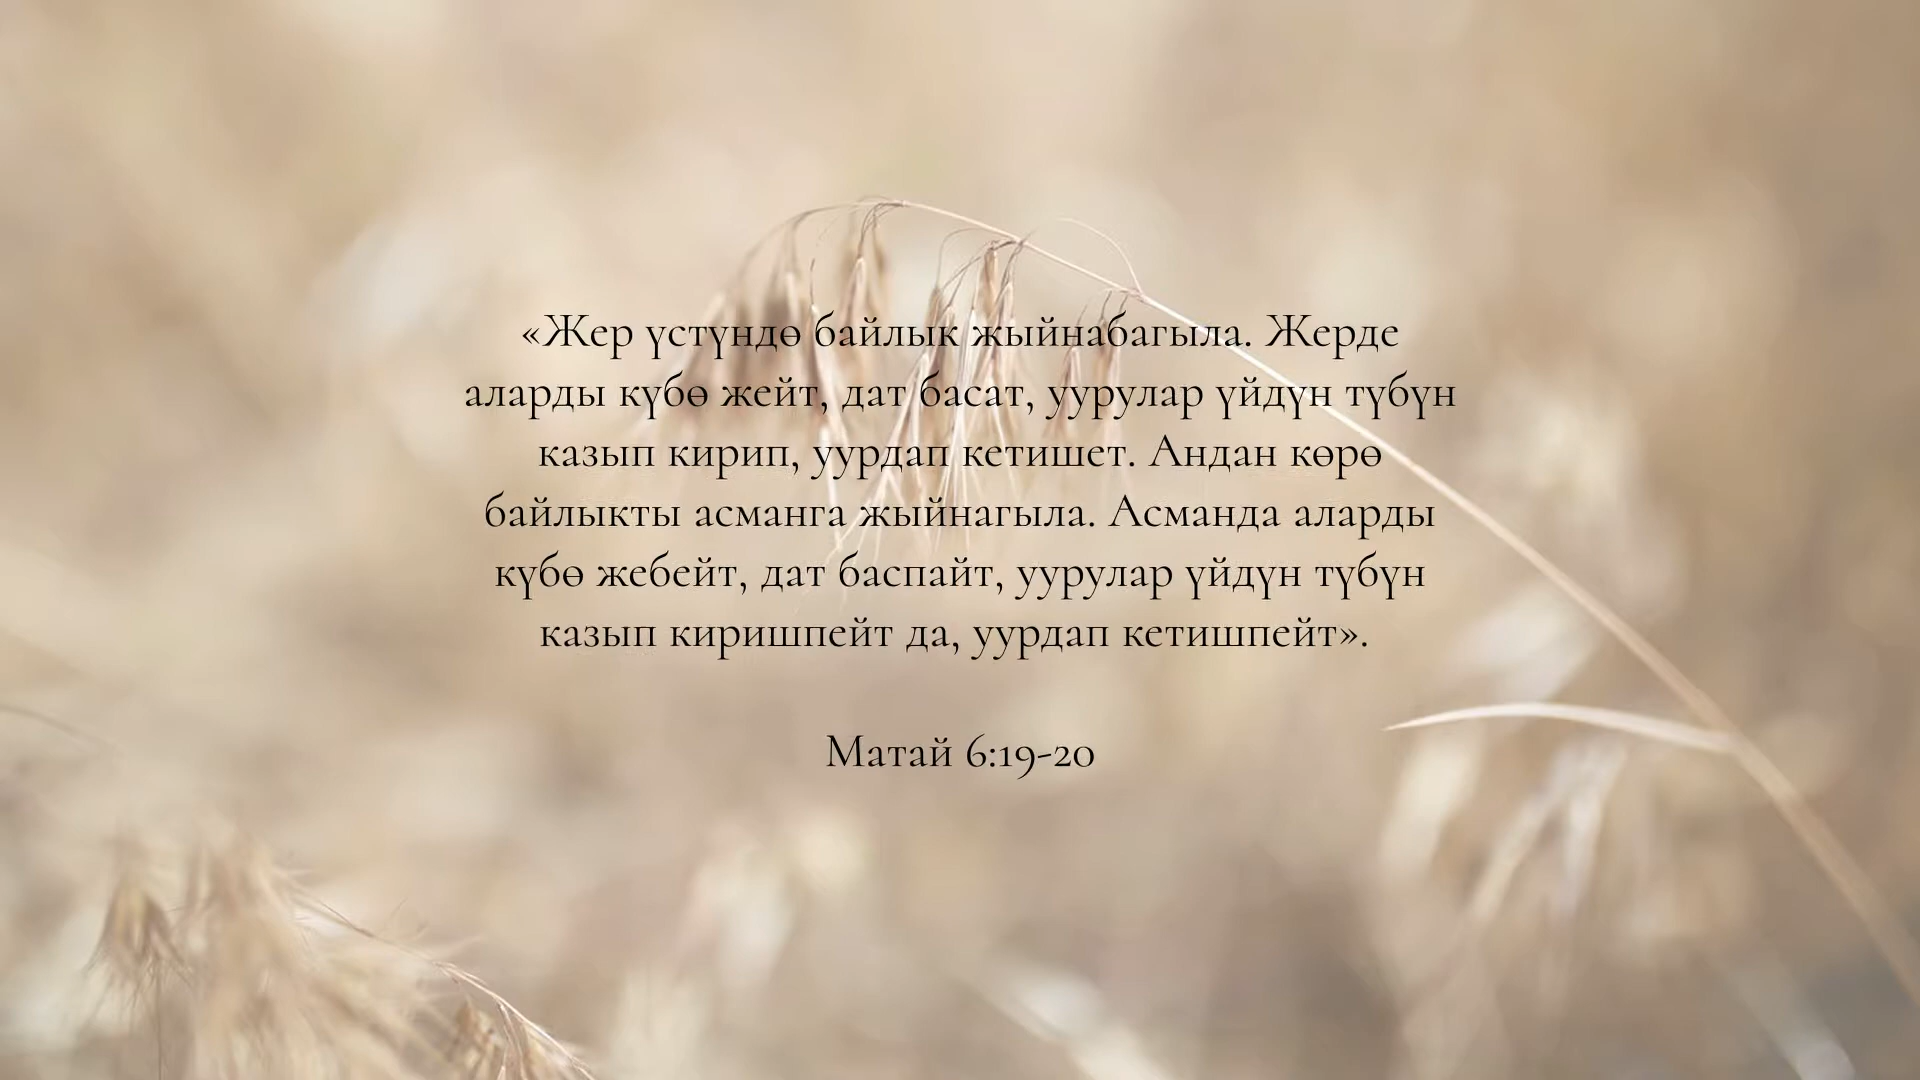 «Жер үстүндө байлык жыйнабагыла. Жерде
аларды күбө жейт, дат басат, уурулар үйдүн түбүн
казып кирип, уурдап кетишет. Андан көрө
байлыкты асманга жыйнагыла. Асманда аларды
күбө жебейт, дат баспайт, уурулар үйдүн түбүн
казып киришпейт да, уурдап кетишпейт».
Матай 6:19-20